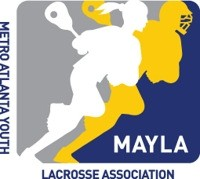 METRO ATLANTA YOUTH
MAYLA
LACROSSE ASSOCIATION